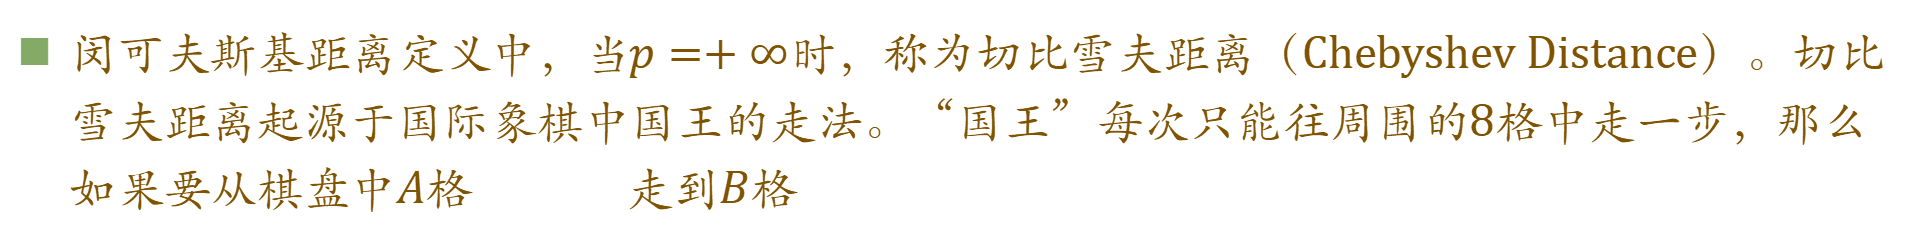 闵可夫斯基距离定义中，当p =+ ∞时，称为切比雪夫距离（Chebyshev Distance）。切比
雪夫距离起源于国际象棋中国王的走法。“国王”每次只能往周围的8格中走一步，那么
如果要从棋盘中A格 走到B格